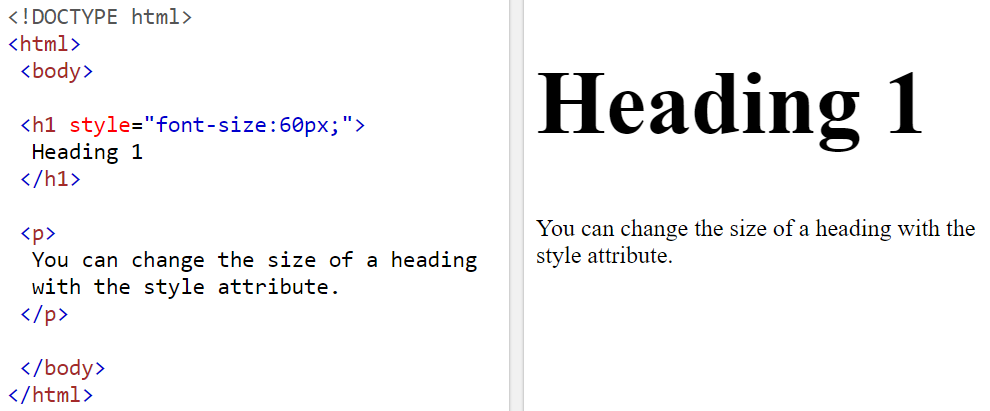 <!DOCTYPE html>
<html>
<body>
<h1 style="font-size:60px;">
Heading 1
</h1>
<p>
You can change the size of a heading
with the style attribute.
</p>
</body>
</html>
Heading 1
You can change the size of a heading with the
style attribute.